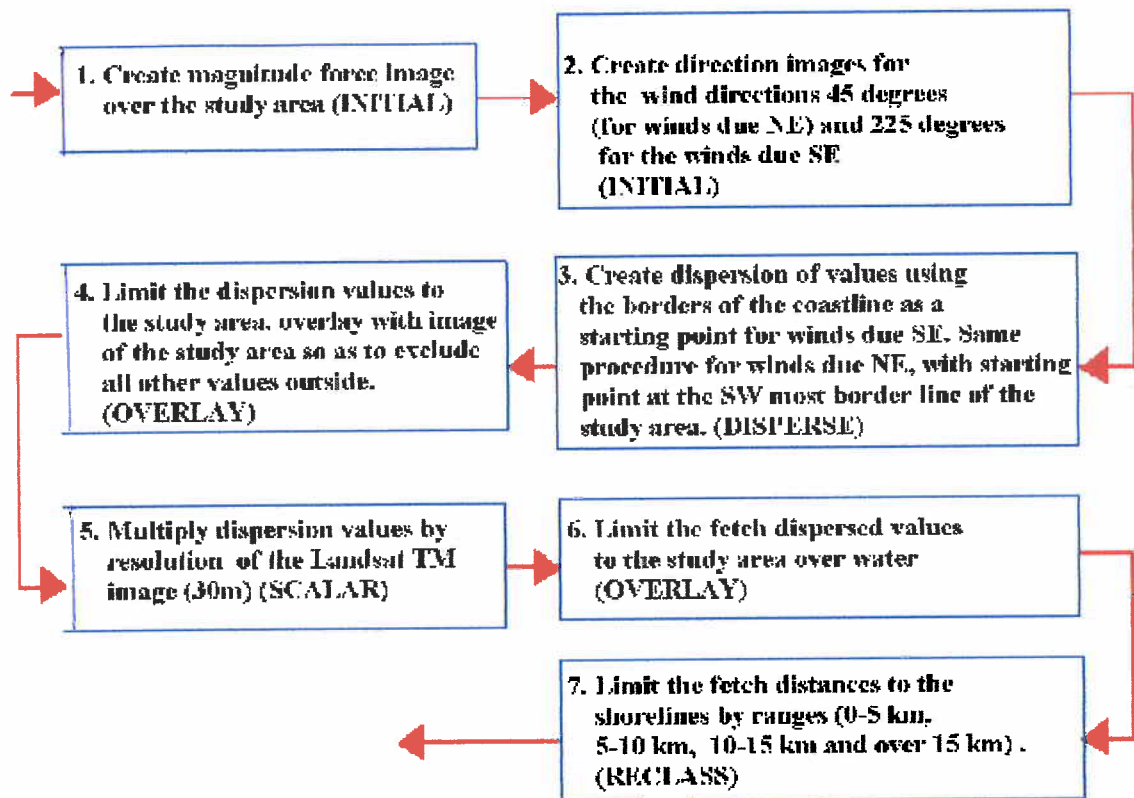 1. Create magnitude force image
over the study area (INITIAL)
2. Create direction images for
the wind directions 45 degrees
(for winds due NE) and 225 degrees
for the winds due SE
(INITIAL)
3. Create dispersion of values using
the borders of the coastline as a
starting point for winds due SE. Same
procedure for winds due NE, with starting
point at the SW most border line of the
study area. (DISPERSE)
4. Limit the dispersion values to
the study area, overlay with image
of the study area so as to exclude
all other values outside.
(OVERLAY)
5. Multiply dispersion values by
resolution of the Landsat TM
image (30m) (SCALAR)
6. Limit the fetch dispersed values
to the study area over water
(OVERLAY)
7. Limit the fetch distances to the
shorelines by ranges (0-5 km,
5-10 km, 10-15 km and over 15 km) .
(RECLASS)